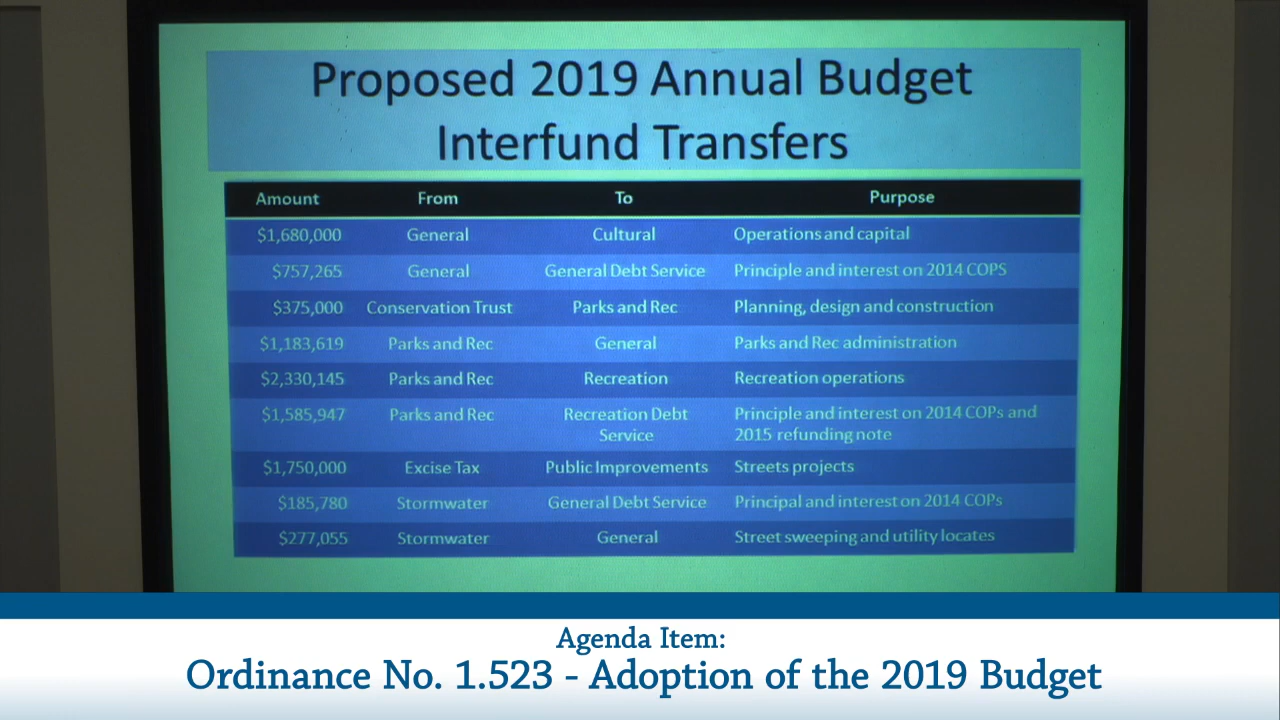 Proposed 2019 Annual Budget
Interfund Transfers
Amount From To Purpose
$1,680,000 General Cultural Operations and capital
$757,265 General General Debt Service Principle and interest on 2014 COPS
$375,000 Conservation Trust Parks and Rec Planning, design and construction
$1,183,619 Parks and Rec General Parks and Rec administration
$2,330,145 Parks and Rec Recreation Recreation operations
$1,585,947 Parks and Rec Recreation Debt Principle and interest on 2014 COPs and
Service 2015 refunding note
$1,750,000 Excise Tax Public Improvements Streets projects
$185,780 Stormwater General Debt Service Principal and interest on 2014 COPs
$277,055 Stormwater General Street sweeping and utility locates
Agenda Item:
Ordinance No. 1.523 - Adoption of the 2019 Budget